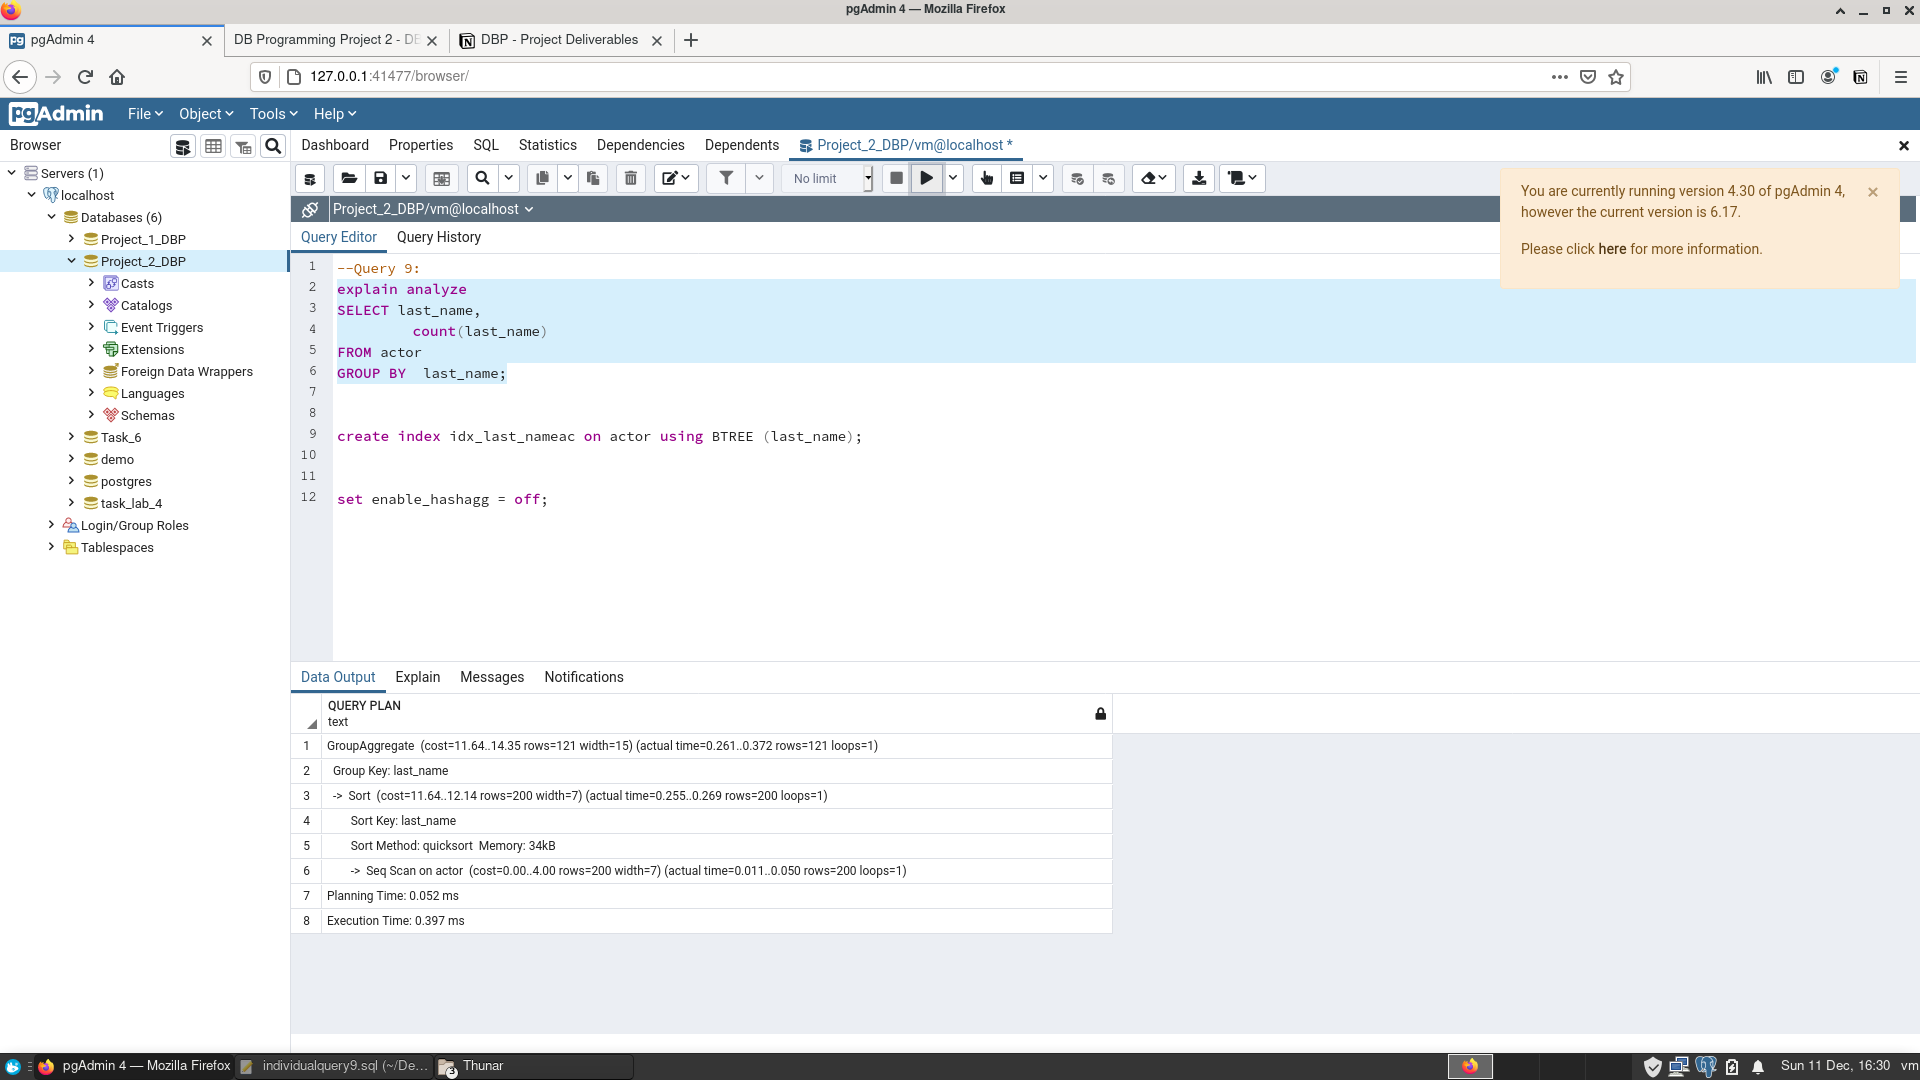 pgAdmin 4 — Mozilla Firefox
pgAdmin 4
DB Programming Project 2 - DB
DBP - Project Deliverables
127.0.0.1:41477/browser/
pgAdmin
File
Object
Tools
Help
Browser
Dashboard
Properties
SQL
Statistics
Dependencies
Dependents
Project_2_DBP/vm@localhost *
Servers (1)
localhost
Databases (6)
Project_1_DBP
Project_2_DBP
Casts
Catalogs
Event Triggers
Extensions
Foreign Data Wrappers
Languages
Schemas
Task_6
demo
postgres
task_lab_4
Login/Group Roles
Tablespaces
No limit
Project_2_DBP/vm@localhost
You are currently running version 4.30 of pgAdmin 4,
however the current version is 6.17.
Please click here for more information.
Query Editor
Query History
1 --Query 9:
2 explain analyze
3 SELECT last_name,
4 count(last_name)
5 FROM actor
6 GROUP BY  last_name;
7
8
9 create index idx_last_nameac on actor using BTREE (last_name);
10
11
12 set enable_hashagg = off;
Data Output
Explain
Messages
Notifications
QUERY PLAN
text
1 GroupAggregate (cost=11.64..14.35 rows=121 width=15) (actual time=0.261..0.372 rows=121 loops=1)
2 Group Key: last_name
3 -> Sort (cost=11.64..12.14 rows=200 width=7) (actual time=0.255..0.269 rows=200 loops=1)
4 Sort Key: last_name
5 Sort Method: quicksort Memory: 34kB
6 -> Seq Scan on actor (cost=0.00..4.00 rows=200 width=7) (actual time=0.011..0.050 rows=200 loops=1)
7 Planning Time: 0.052 ms
8 Execution Time: 0.397 ms
pgAdmin 4 — Mozilla Firefox
individualquery9.sql (~/De...
3
Thunar
Sun 11 Dec, 16:30
vm